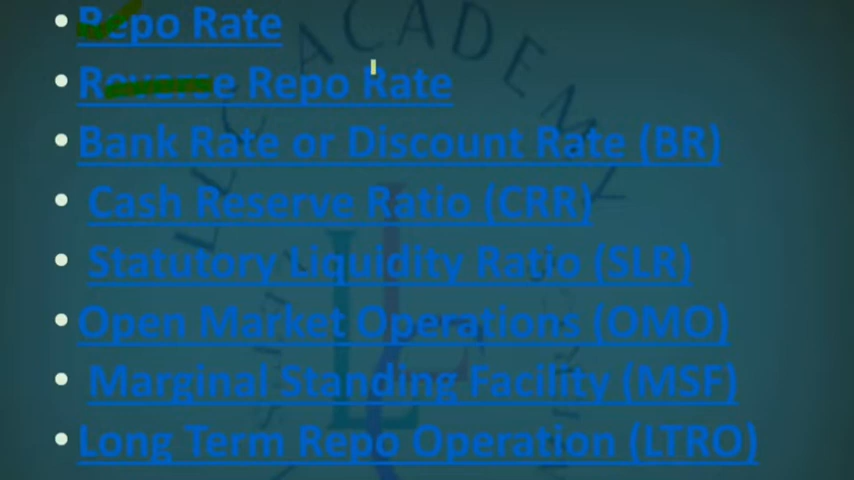 • Repo Rate
• Reverse Repo Rate
• Bank Rate or Discount Rate (BR)
• Cash Reserve Ratio (CRR)
• Statutory Liquidity Ratio (SLR)
• Open Market Operations (OMO)
• Marginal Standing Facility (MSF)
• Long Term Repo Operation (LTRO)
ACADEMY